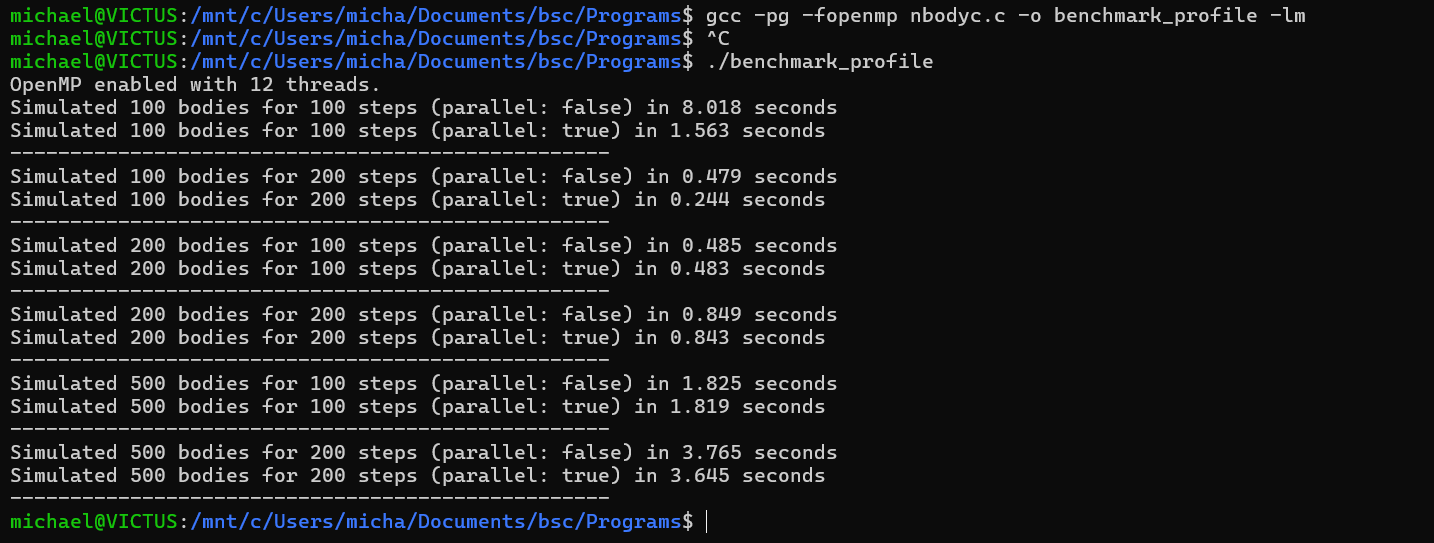 michael@VICTUS:/mnt/c/Users/micha/Documents/bsc/Programs$ gcc -pg -fopenmp nbodyc.c -o benchmark_profile -lm
michael@VICTUS:/mnt/c/Users/micha/Documents/bsc/Programs$ ^C
michael@VICTUS:/mnt/c/Users/micha/Documents/bsc/Programs$ ./benchmark_profile
OpenMP enabled with 12 threads.
Simulated 100 bodies for 100 steps (parallel: false) in 8.018 seconds
Simulated 100 bodies for 100 steps (parallel: true) in 1.563 seconds
--------------------------------------------------
Simulated 100 bodies for 200 steps (parallel: false) in 0.479 seconds
Simulated 100 bodies for 200 steps (parallel: true) in 0.244 seconds
--------------------------------------------------
Simulated 200 bodies for 100 steps (parallel: false) in 0.485 seconds
Simulated 200 bodies for 100 steps (parallel: true) in 0.483 seconds
--------------------------------------------------
Simulated 200 bodies for 200 steps (parallel: false) in 0.849 seconds
Simulated 200 bodies for 200 steps (parallel: true) in 0.843 seconds
--------------------------------------------------
Simulated 500 bodies for 100 steps (parallel: false) in 1.825 seconds
Simulated 500 bodies for 100 steps (parallel: true) in 1.819 seconds
--------------------------------------------------
Simulated 500 bodies for 200 steps (parallel: false) in 3.765 seconds
Simulated 500 bodies for 200 steps (parallel: true) in 3.645 seconds
--------------------------------------------------
michael@VICTUS:/mnt/c/Users/micha/Documents/bsc/Programs$